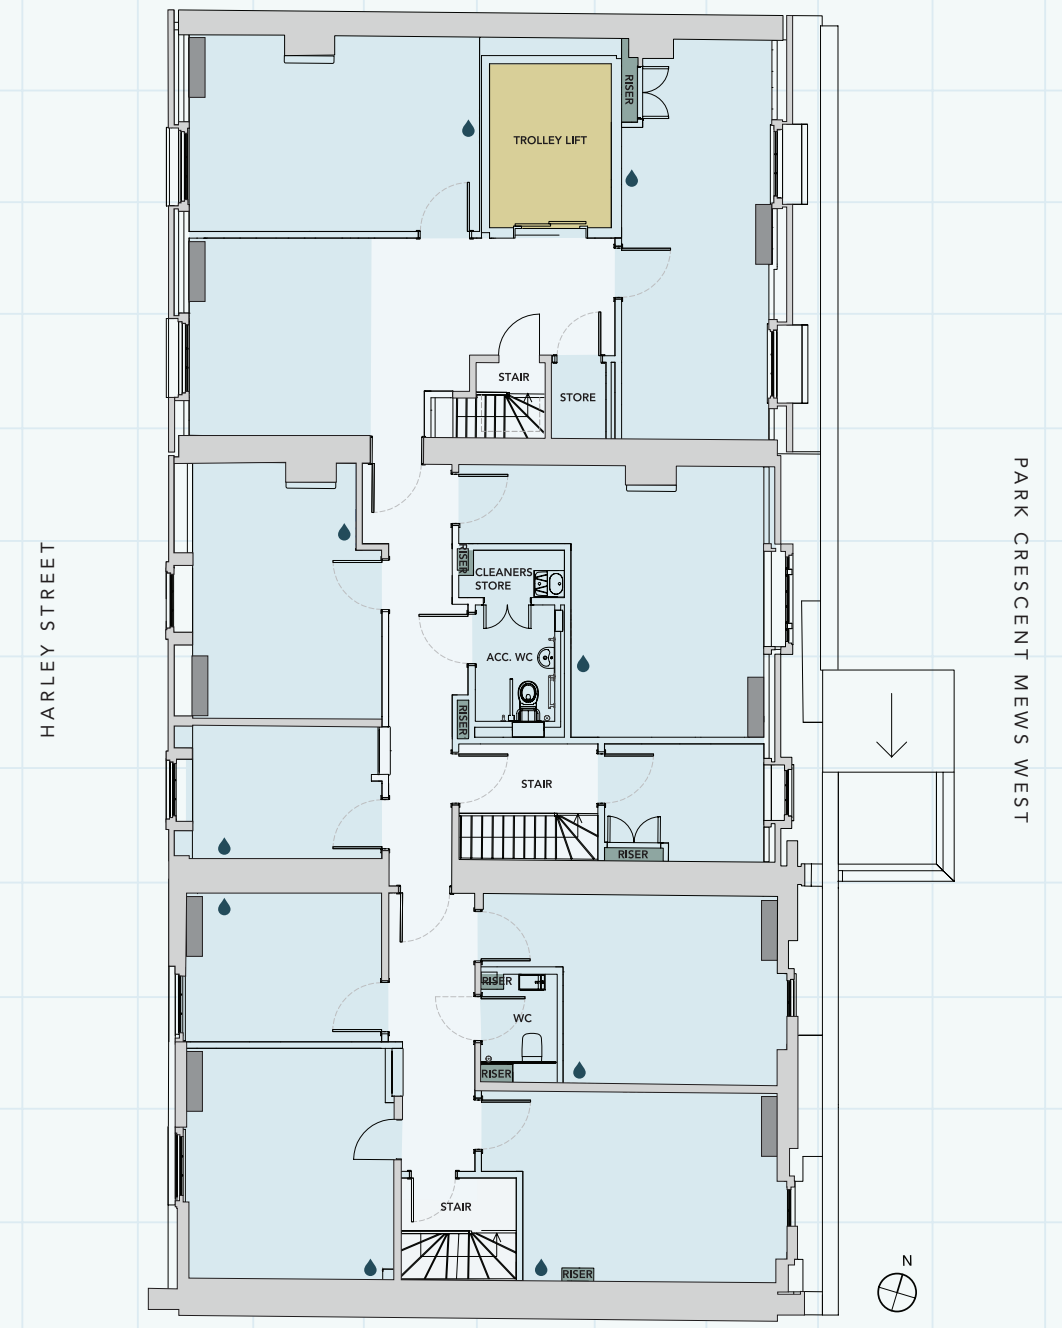 RISER
TROLLEY LIFT
STAIR
STORE
RISER
CLEANERS
STORE
ACC. WC
RISER
STAIR
RISER
RISER
WC
RISER
STAIR
RISER
HARLEY STREET
PARK CRESCENT MEWS WEST
N